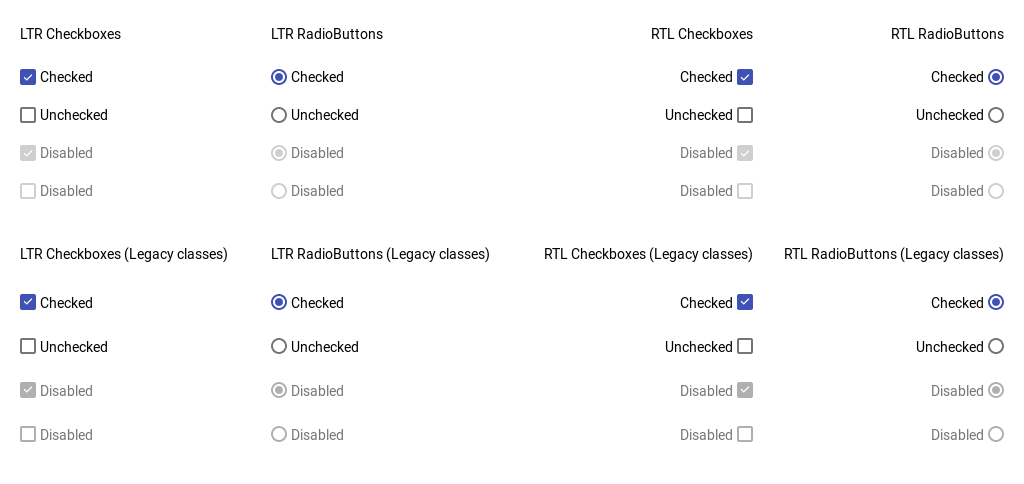 LTR Checkboxes
Checked
Unchecked
Disabled
Disabled
LTR RadioButtons
Checked
Unchecked
Disabled
Disabled
RTL Checkboxes
Checked
Unchecked
Disabled
Disabled
RTL RadioButtons
Checked
Unchecked
Disabled
Disabled
LTR Checkboxes (Legacy classes)
Checked
Unchecked
Disabled
Disabled
LTR RadioButtons (Legacy classes)
Checked
Unchecked
Disabled
Disabled
RTL Checkboxes (Legacy classes)
Checked
Unchecked
Disabled
Disabled
RTL RadioButtons (Legacy classes)
Checked
Unchecked
Disabled
Disabled